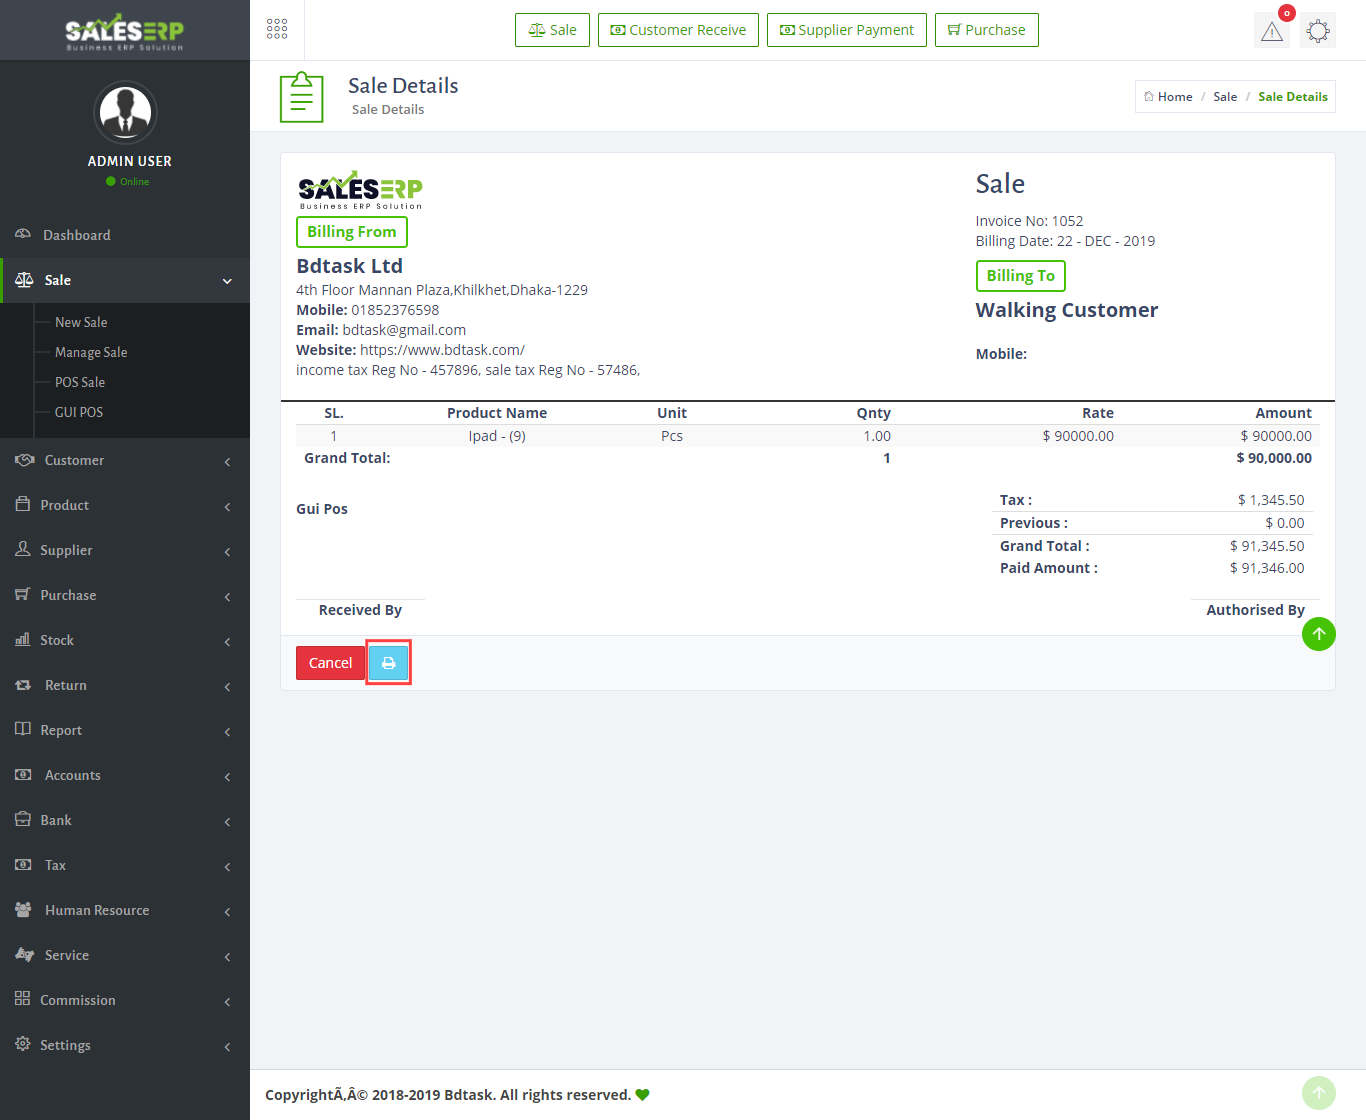 SALESERP
Business ERP Solution
Sale
Customer Receive
Supplier Payment
Purchase
0
ADMIN USER
Online
Dashboard
Sale
New Sale
Manage Sale
POS Sale
GUI POS
Customer
Product
Supplier
Purchase
Stock
Return
Report
Accounts
Bank
Tax
Human Resource
Service
Commission
Settings
Sale Details
Sale Details
Home / Sale / Sale Details
SALESERP
Business ERP Solution
Billing From
Bdtask Ltd
4th Floor Mannan Plaza,Khilkhet,Dhaka-1229
Mobile: 01852376598
Email: bdtask@gmail.com
Website: https://www.bdtask.com/
income tax Reg No - 457896, sale tax Reg No - 57486,
Sale
Invoice No: 1052
Billing Date: 22 - DEC - 2019
Billing To
Walking Customer
Mobile:
SL. Product Name Unit Qnty Rate Amount
1 Ipad - (9) Pcs 1.00 $ 90000.00 $ 90000.00
Grand Total: 1 $ 90,000.00
Gui Pos
Tax : $ 1,345.50
Previous : $ 0.00
Grand Total : $ 91,345.50
Paid Amount : $ 91,346.00
Received By
Authorised By
Cancel
CopyrightÃ‚Â© 2018-2019 Bdtask. All rights reserved.